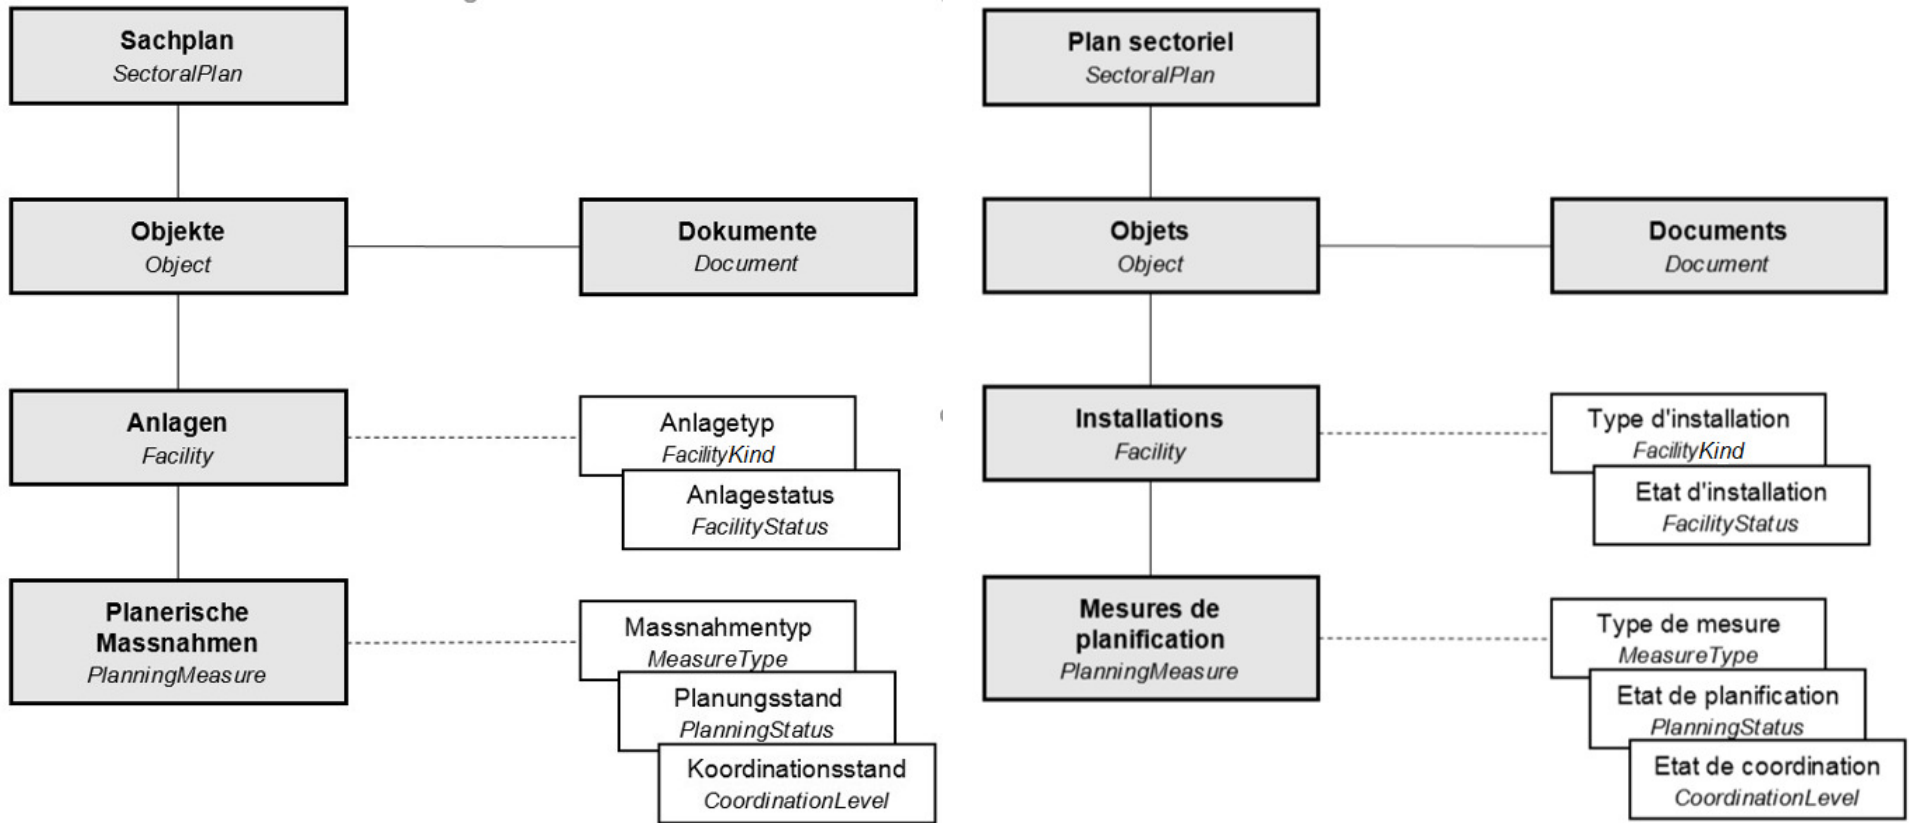 Sachplan
SectoralPlan
Objekte
Object
Dokumente
Document
Anlagen
Facility
Anlagetyp
FacilityKind
Anlagestatus
FacilityStatus
Planerische
Massnahmen
PlanningMeasure
Massnahmentyp
MeasureType
Planungsstand
PlanningStatus
Koordinationsstand
CoordinationLevel
Plan sectoriel
SectoralPlan
Objets
Object
Documents
Document
Installations
Facility
Type d'installation
FacilityKind
Etat d'installation
FacilityStatus
Mesures de
planification
PlanningMeasure
Type de mesure
MeasureType
Etat de planification
PlanningStatus
Etat de coordination
CoordinationLevel